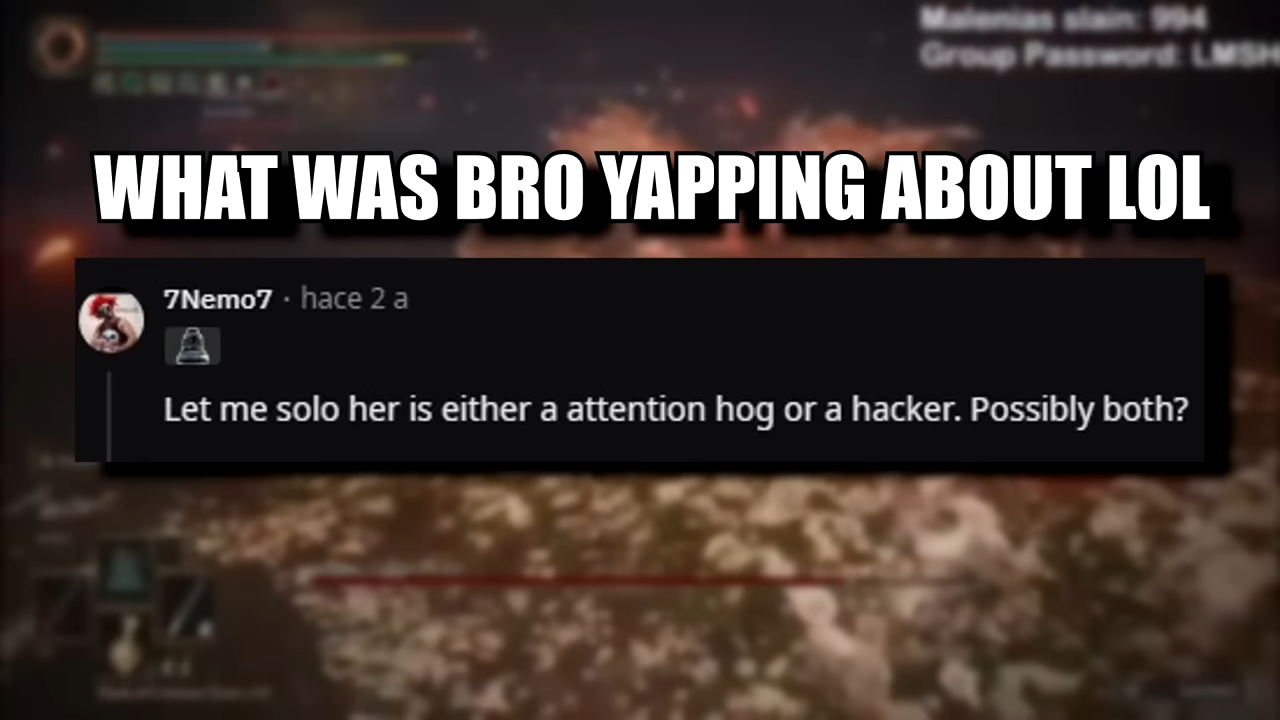 Malenias slain: 994
Group Password: LMSH
WHAT WAS BRO YAPPING ABOUT LOL
7Nemo7 · hace 2 a
Let me solo her is either a attention hog or a hacker. Possibly both?